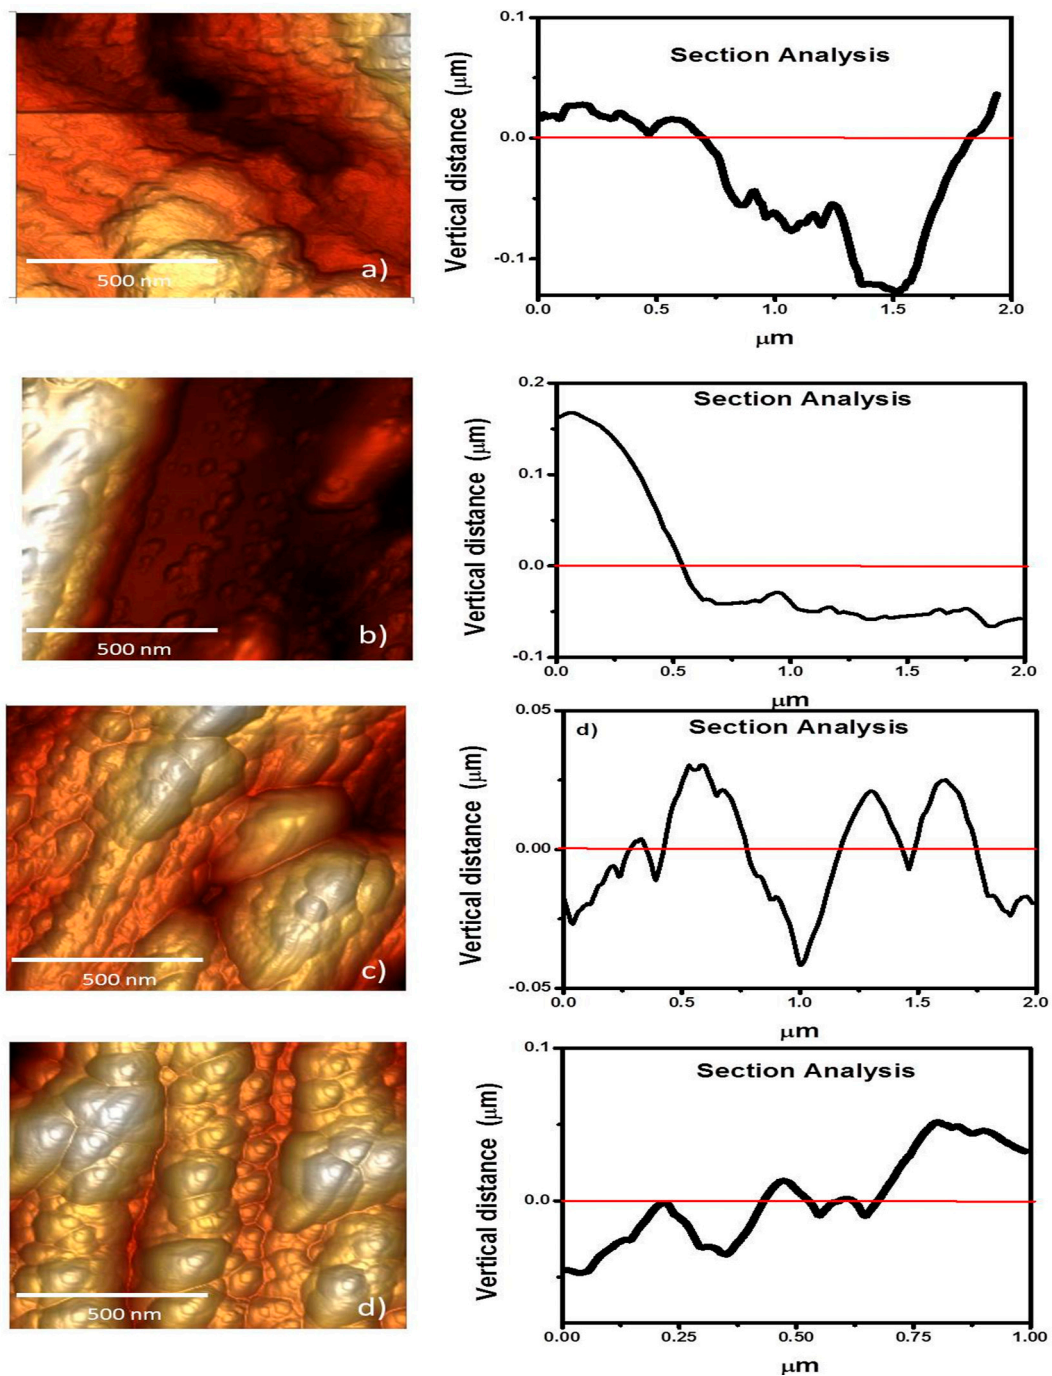 0.1
Section Analysis
Vertical distance (μm)
0.0
-0.1
0.0 0.5 1.0 1.5 2.0
μm
500 nm
a)
0.2
Section Analysis
Vertical distance (μm)
0.1
0.0
-0.1
0.0 0.5 1.0 1.5 2.0
μm
500 nm
b)
0.05
d)
Section Analysis
Vertical distance (μm)
0.00
-0.05
0.0 0.5 1.0 1.5 2.0
μm
500 nm
c)
0.1
Section Analysis
Vertical distance (μm)
0.0
0.00 0.25 0.50 0.75 1.00
μm
500 nm
d)